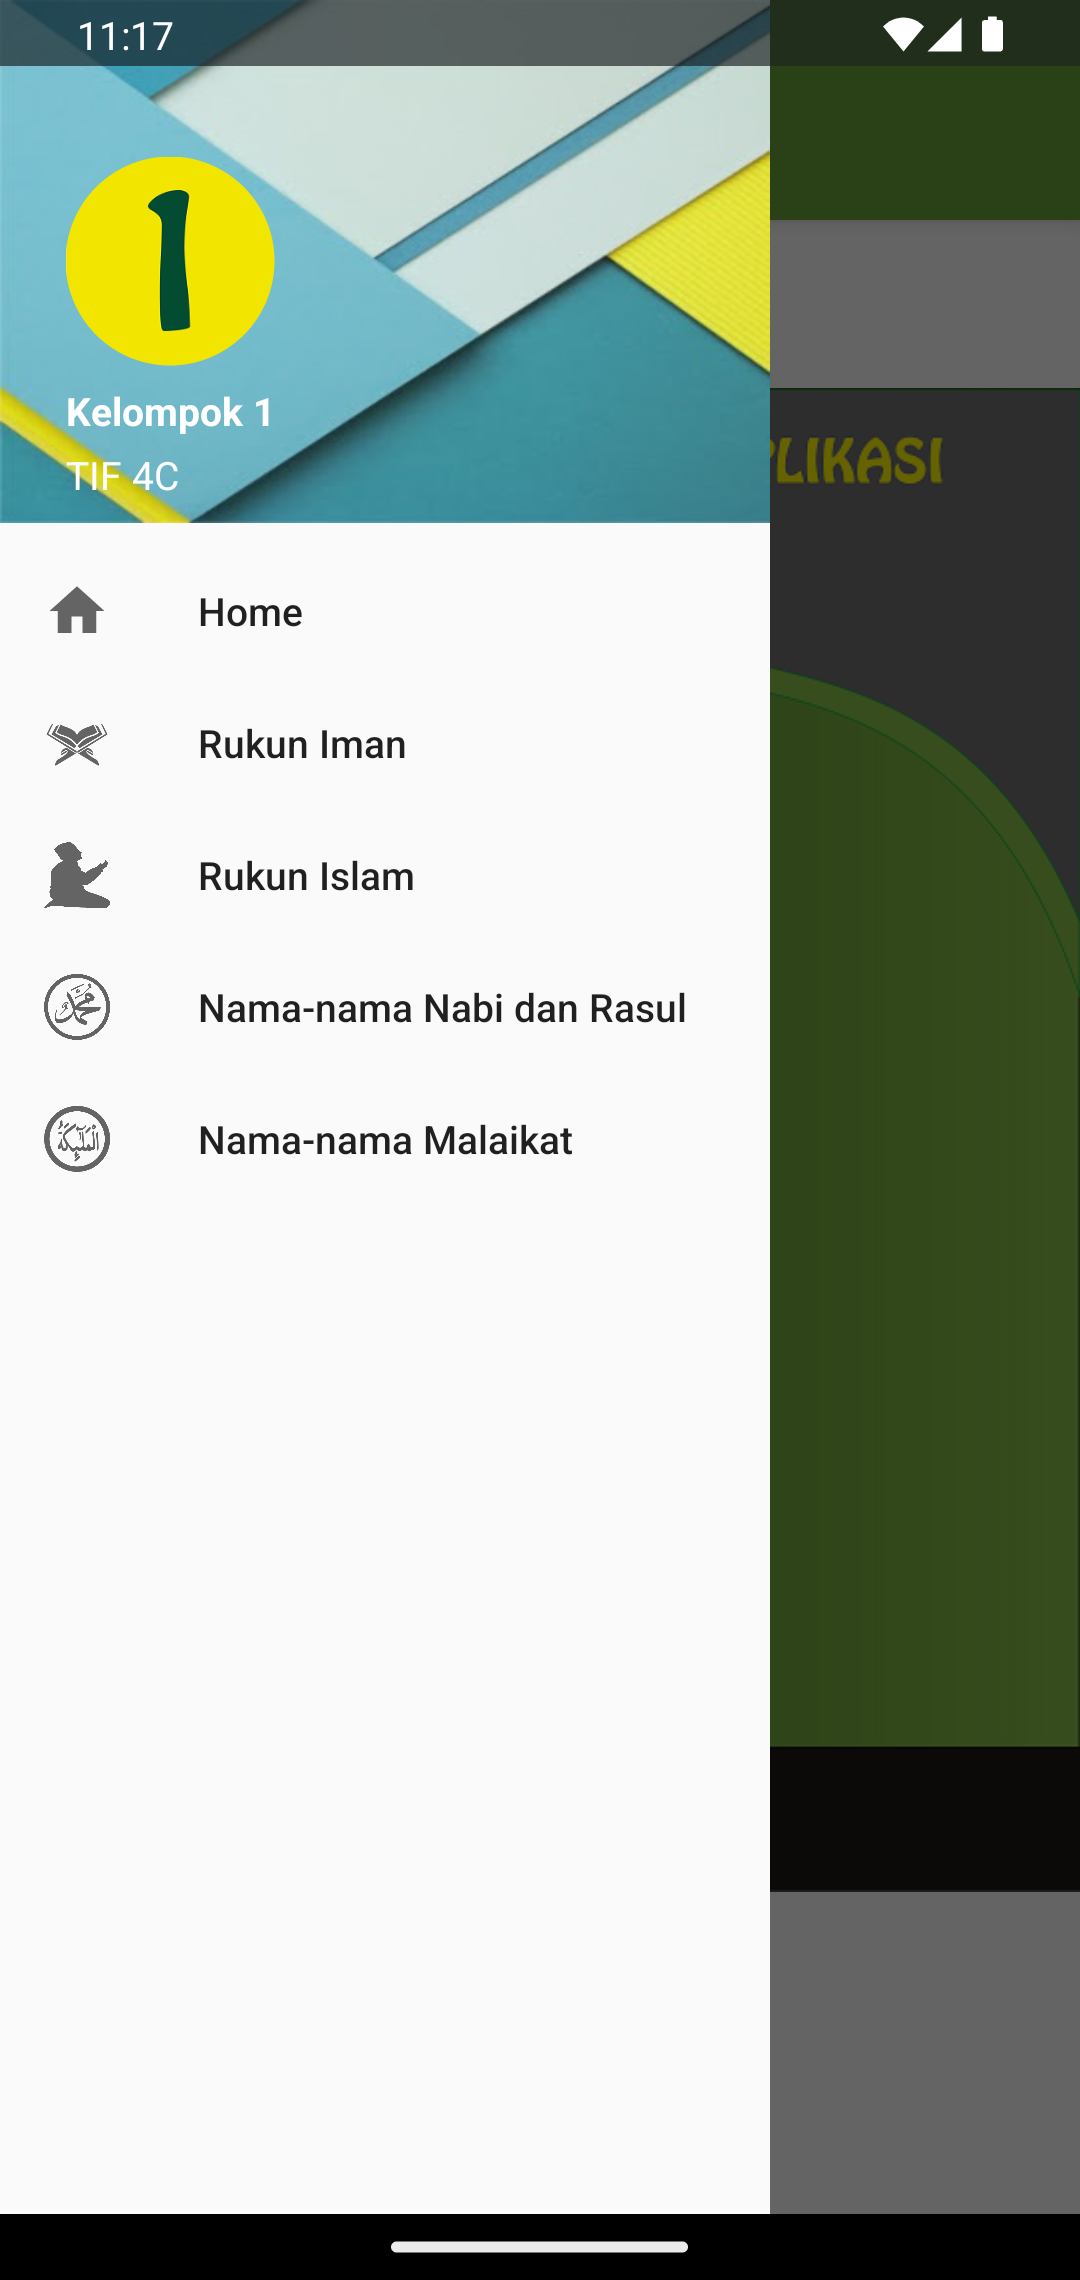 11:17
1
Kelompok 1
TIF 4C
PLIKASI
Home
Rukun Iman
Rukun Islam
محمد
Nama-nama Nabi dan Rasul
Nama-nama Malaikat